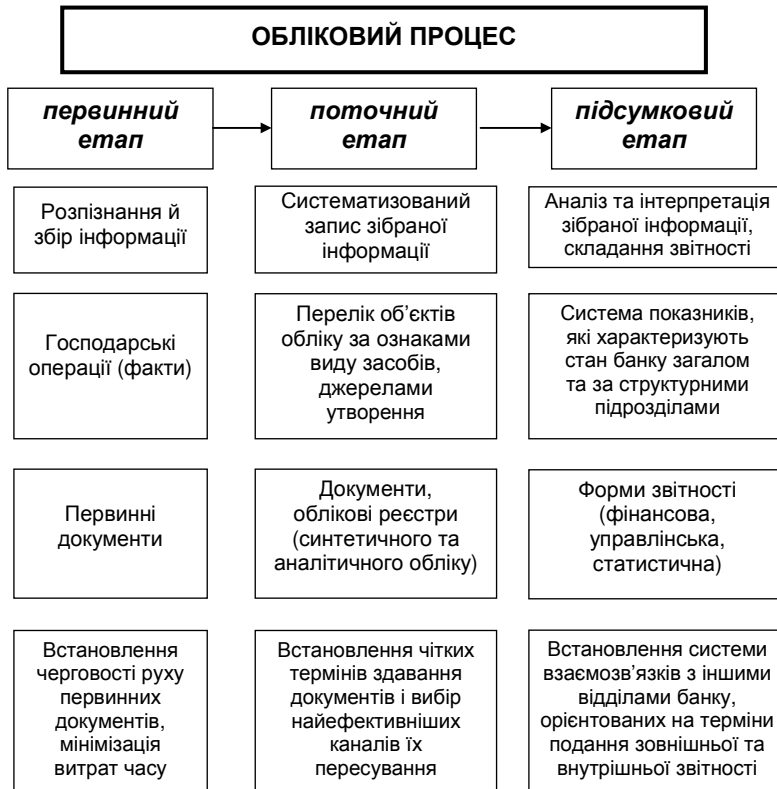 ОБЛІКОВИЙ ПРОЦЕС
первинний
етап
поточний
етап
підсумковий
етап
Розпізнання й
збір інформації
Систематизований
запис зібраної
інформації
Аналіз та інтерпретація
зібраної інформації,
складання звітності
Господарські
операції (факти)
Перелік об’єктів
обліку за ознаками
виду засобів,
джерелами
утворення
Система показників,
які характеризують
стан банку загалом
та за структурними
підрозділами
Первинні
документи
Документи,
облікові реєстри
(синтетичного та
аналітичного обліку)
Форми звітності
(фінансова,
управлінська,
статистична)
Встановлення
черговості руху
первинних
документів,
мінімізація
витрат часу
Встановлення чітких
термінів здавання
документів і вибір
найефективніших
каналів їх
пересування
Встановлення системи
взаємозв’язків з іншими
відділами банку,
орієнтованих на терміни
подання зовнішньої та
внутрішньої звітності